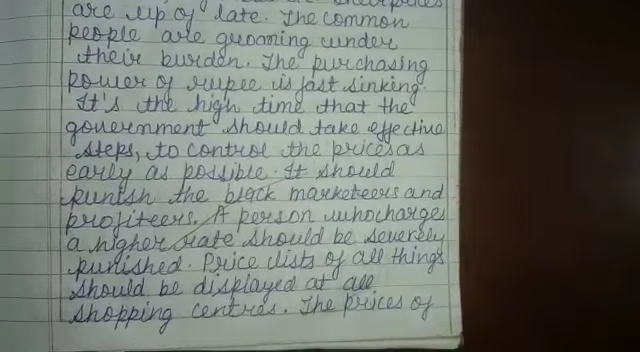 are up of late. The common
people are groaning under
their burden. The purchasing
power of rupee is fast sinking.
It's the high time that the
government should take effective
steps, to control the prices as
early as possible. It should
punish the black marketeers and
profiteers. A person who charges
a higher rate should be severely
punished. Price lists of all things
should be displayed at all
shopping centres. The prices of